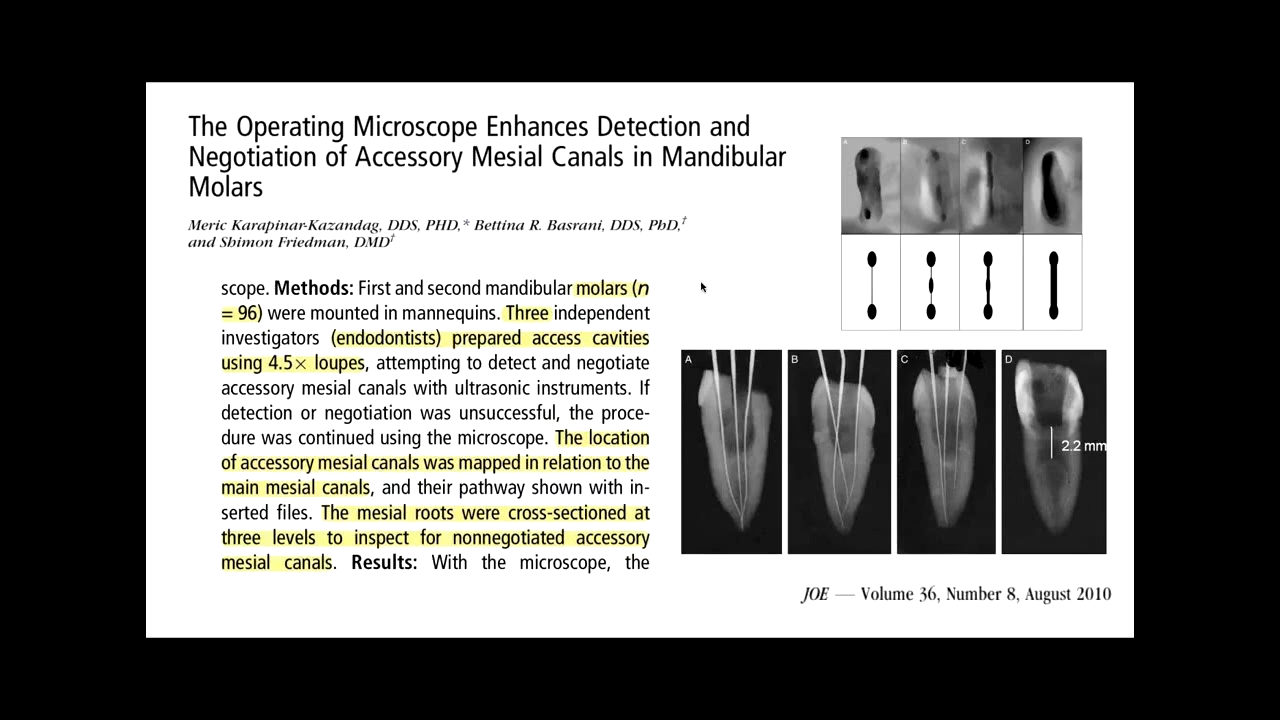 The Operating Microscope Enhances Detection and
Negotiation of Accessory Mesial Canals in Mandibular
Molars
Meric Karapinar-Kazandag, DDS, PHD,* Bettina R. Basrani, DDS, PhD,†
and Shimon Friedman, DMD†
scope. Methods: First and second mandibular molars (n
= 96) were mounted in mannequins. Three independent
investigators (endodontists) prepared access cavities
using 4.5× loupes, attempting to detect and negotiate
accessory mesial canals with ultrasonic instruments. If
detection or negotiation was unsuccessful, the proce-
dure was continued using the microscope. The location
of accessory mesial canals was mapped in relation to the
main mesial canals, and their pathway shown with in-
serted files. The mesial roots were cross-sectioned at
three levels to inspect for nonnegotiated accessory
mesial canals. Results: With the microscope, the
A B C D
A B C D
2.2 mm
JOE — Volume 36, Number 8, August 2010